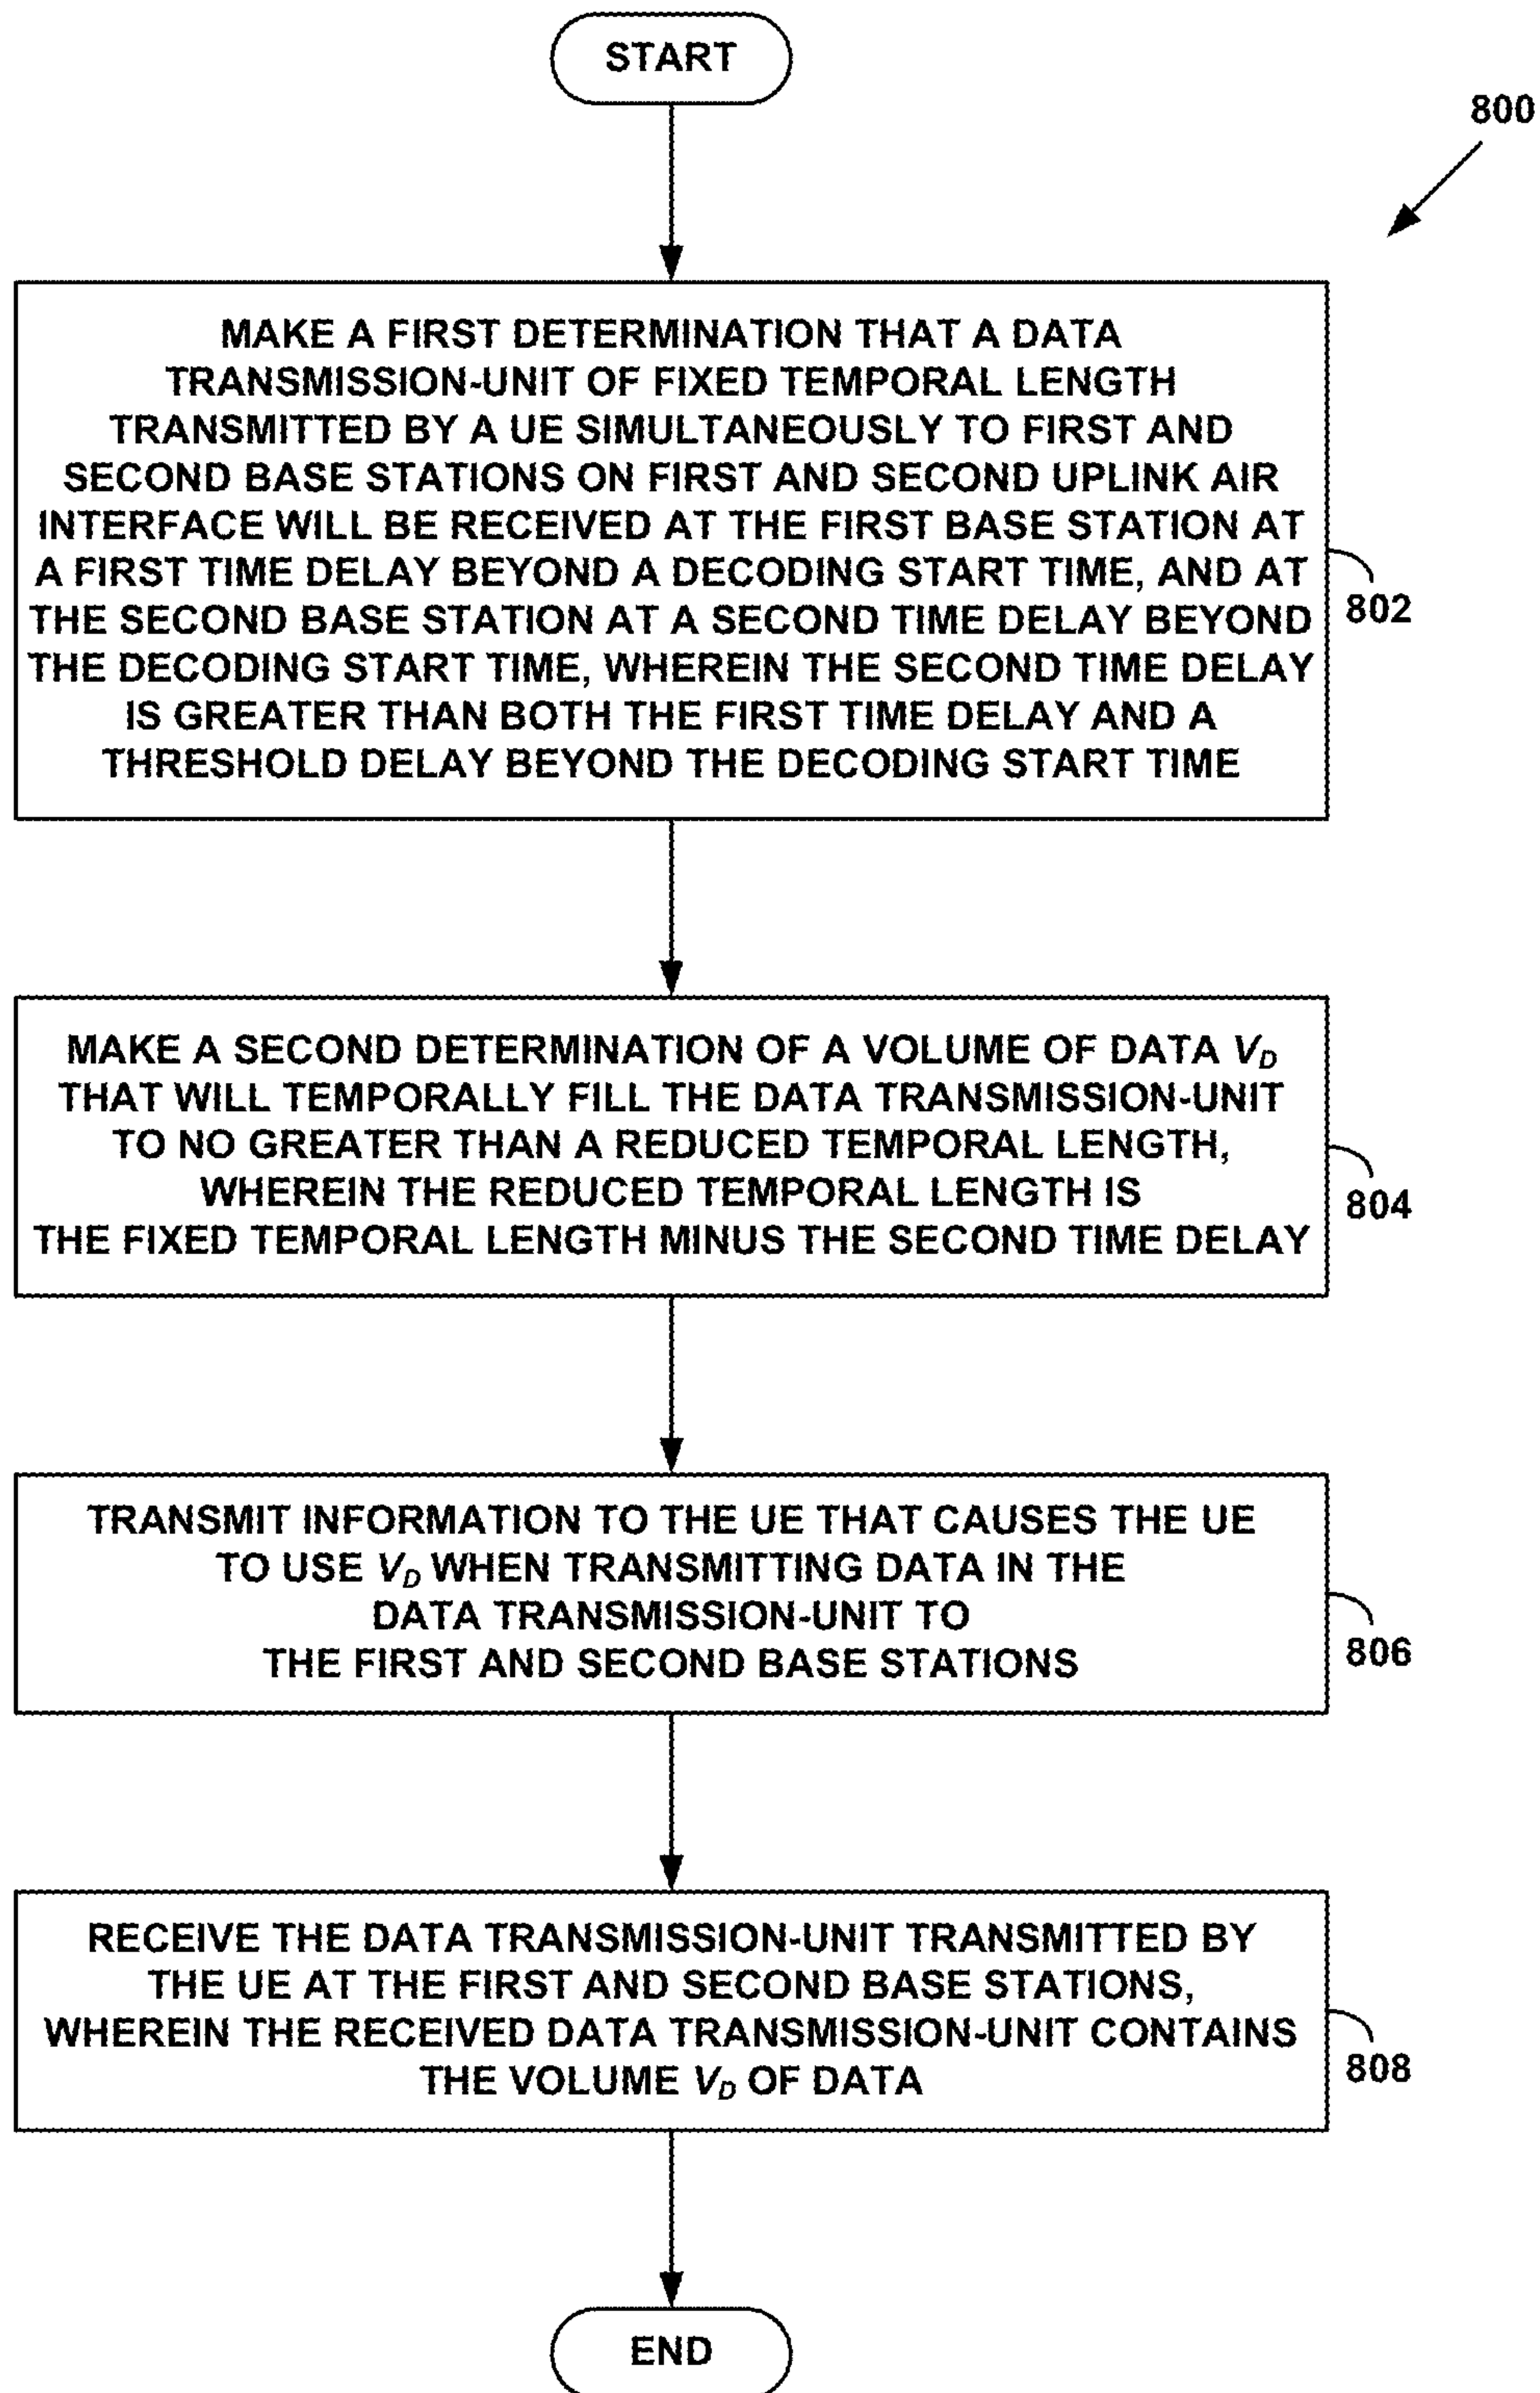 START
800
MAKE A FIRST DETERMINATION THAT A DATA
TRANSMISSION-UNIT OF FIXED TEMPORAL LENGTH
TRANSMITTED BY A UE SIMULTANEOUSLY TO FIRST AND
SECOND BASE STATIONS ON FIRST AND SECOND UPLINK AIR
INTERFACE WILL BE RECEIVED AT THE FIRST BASE STATION AT
A FIRST TIME DELAY BEYOND A DECODING START TIME, AND AT
THE SECOND BASE STATION AT A SECOND TIME DELAY BEYOND
THE DECODING START TIME, WHEREIN THE SECOND TIME DELAY
IS GREATER THAN BOTH THE FIRST TIME DELAY AND A
THRESHOLD DELAY BEYOND THE DECODING START TIME
802
MAKE A SECOND DETERMINATION OF A VOLUME OF DATA V_D
THAT WILL TEMPORALLY FILL THE DATA TRANSMISSION-UNIT
TO NO GREATER THAN A REDUCED TEMPORAL LENGTH,
WHEREIN THE REDUCED TEMPORAL LENGTH IS
THE FIXED TEMPORAL LENGTH MINUS THE SECOND TIME DELAY
804
TRANSMIT INFORMATION TO THE UE THAT CAUSES THE UE
TO USE V_D WHEN TRANSMITTING DATA IN THE
DATA TRANSMISSION-UNIT TO
THE FIRST AND SECOND BASE STATIONS
806
RECEIVE THE DATA TRANSMISSION-UNIT TRANSMITTED BY
THE UE AT THE FIRST AND SECOND BASE STATIONS,
WHEREIN THE RECEIVED DATA TRANSMISSION-UNIT CONTAINS
THE VOLUME V_D OF DATA
808
END